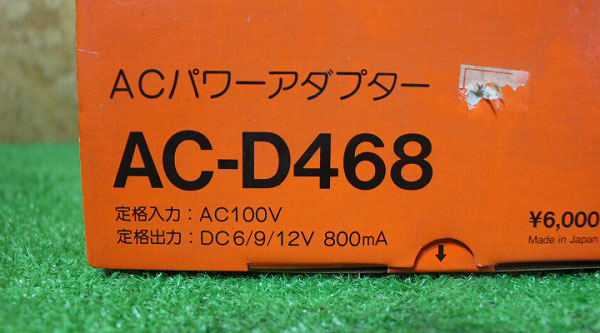 ACパワーアダプター
AC-D468
定格入力：AC100V
定格出力：DC6/9/12V 800mA
¥6,000
Made in Japan